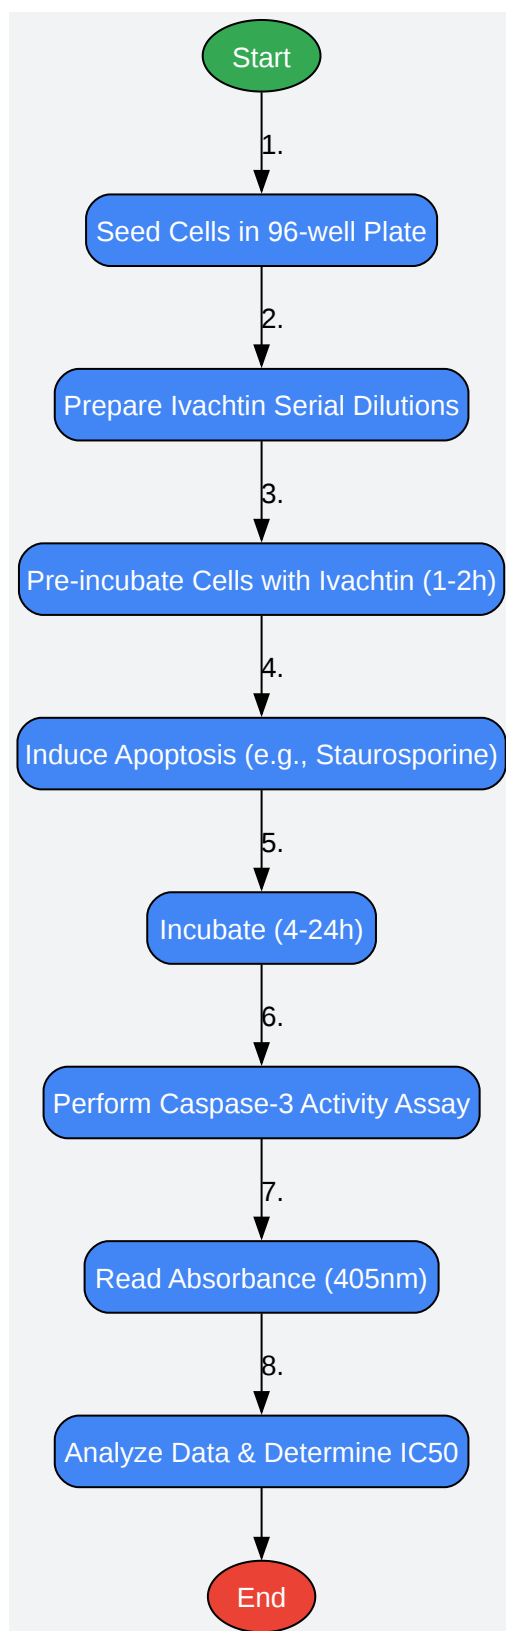 Start
1.
Seed Cells in 96-well Plate
2.
Prepare Ivachtin Serial Dilutions
3.
Pre-incubate Cells with Ivachtin (1-2h)
4.
Induce Apoptosis (e.g., Staurosporine)
5.
Incubate (4-24h)
6.
Perform Caspase-3 Activity Assay
7.
Read Absorbance (405nm)
8.
Analyze Data & Determine IC50
End